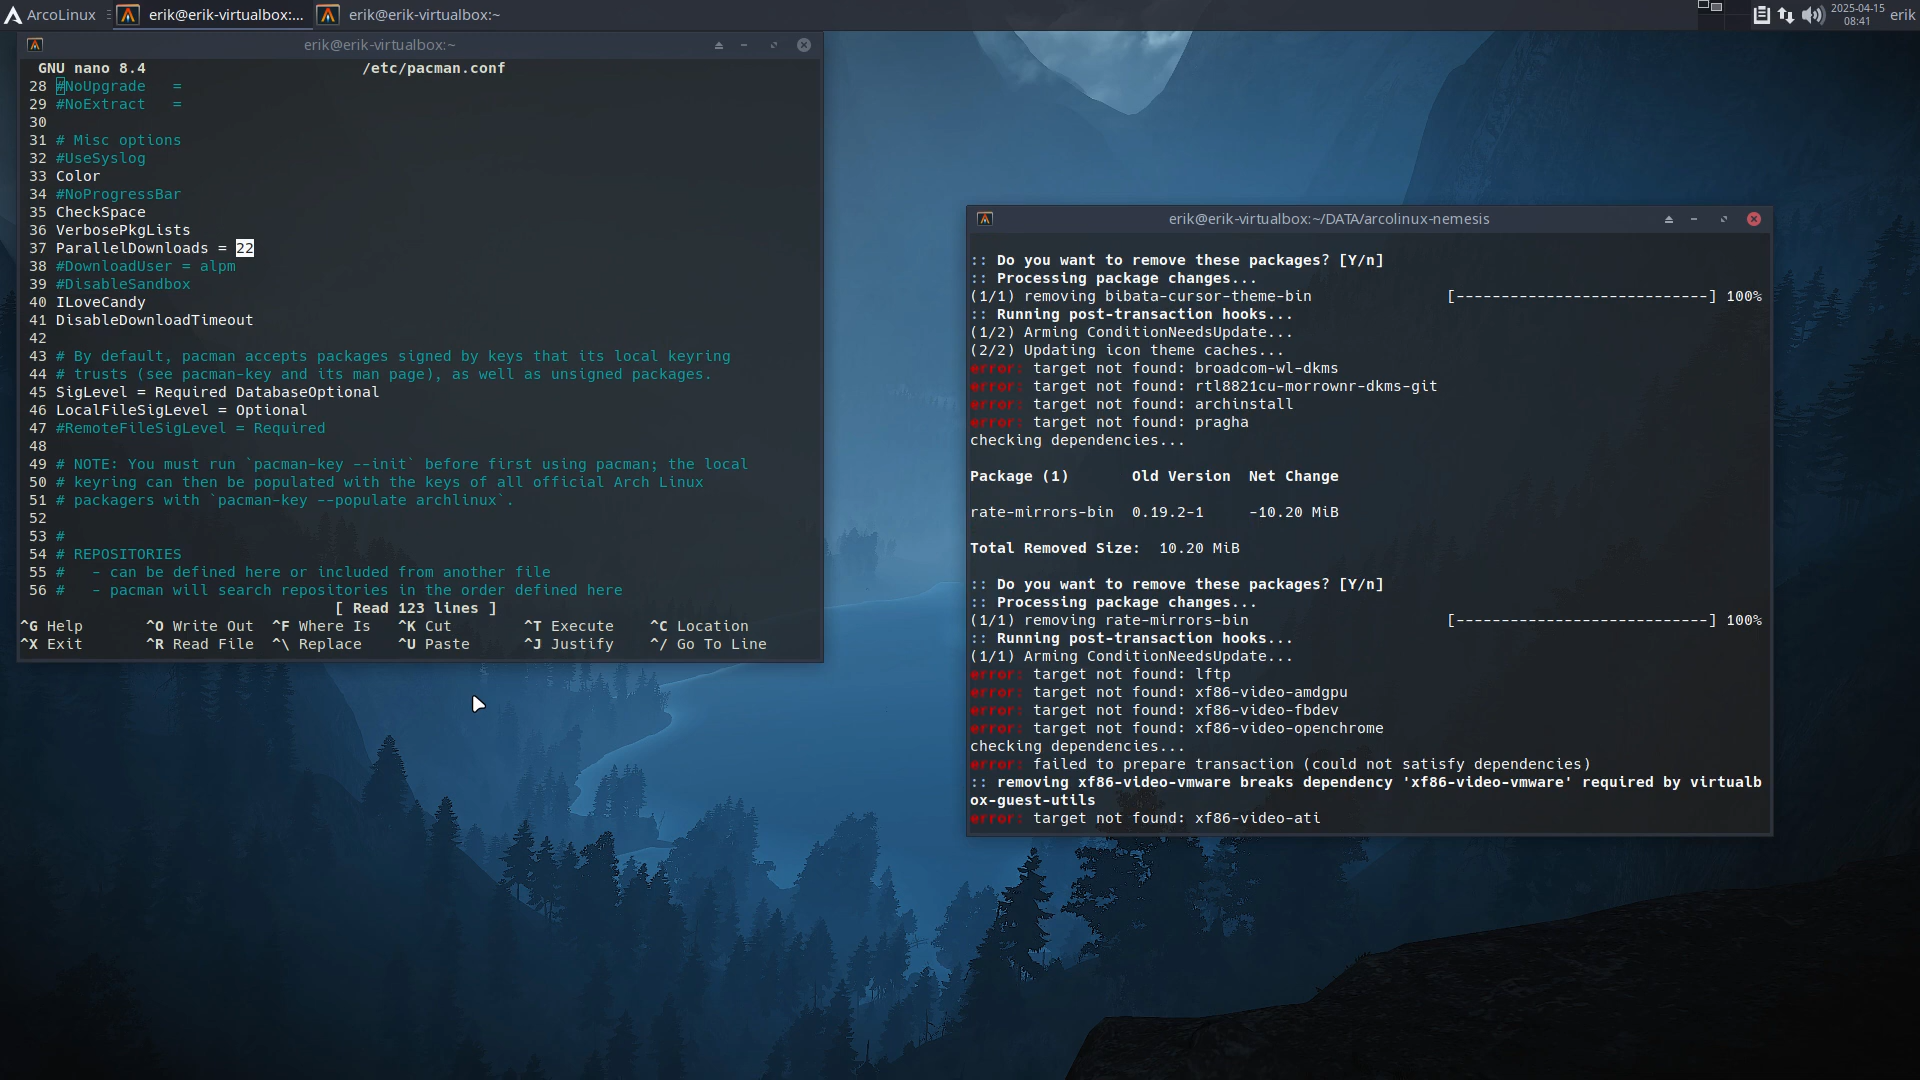 ArcoLinux
erik@erik-virtualbox:...
erik@erik-virtualbox:~
2025-04-15
08:41
erik
erik@erik-virtualbox:~
GNU nano 8.4 /etc/pacman.conf
28 #NoUpgrade =
29 #NoExtract =
30
31 # Misc options
32 #UseSyslog
33 Color
34 #NoProgressBar
35 CheckSpace
36 VerbosePkgLists
37 ParallelDownloads = 22
38 #DownloadUser = alpm
39 #DisableSandbox
40 ILoveCandy
41 DisableDownloadTimeout
42
43 # By default, pacman accepts packages signed by keys that its local keyring
44 # trusts (see pacman-key and its man page), as well as unsigned packages.
45 SigLevel = Required DatabaseOptional
46 LocalFileSigLevel = Optional
47 #RemoteFileSigLevel = Required
48
49 # NOTE: You must run `pacman-key --init` before first using pacman; the local
50 # keyring can then be populated with the keys of all official Arch Linux
51 # packagers with `pacman-key --populate archlinux`.
52
53 #
54 # REPOSITORIES
55 #   - can be defined here or included from another file
56 #   - pacman will search repositories in the order defined here
[ Read 123 lines ]
^G Help ^O Write Out ^F Where Is ^K Cut ^T Execute ^C Location
^X Exit ^R Read File ^\ Replace ^U Paste ^J Justify ^/ Go To Line
erik@erik-virtualbox:~/DATA/arcolinux-nemesis
:: Do you want to remove these packages? [Y/n]
:: Processing package changes...
(1/1) removing bibata-cursor-theme-bin [----------------------------] 100%
:: Running post-transaction hooks...
(1/2) Arming ConditionNeedsUpdate...
(2/2) Updating icon theme caches...
error: target not found: broadcom-wl-dkms
error: target not found: rtl8821cu-morrownr-dkms-git
error: target not found: archinstall
error: target not found: pragha
checking dependencies...
Package (1) Old Version Net Change
rate-mirrors-bin 0.19.2-1 -10.20 MiB
Total Removed Size: 10.20 MiB
:: Do you want to remove these packages? [Y/n]
:: Processing package changes...
(1/1) removing rate-mirrors-bin [----------------------------] 100%
:: Running post-transaction hooks...
(1/1) Arming ConditionNeedsUpdate...
error: target not found: lftp
error: target not found: xf86-video-amdgpu
error: target not found: xf86-video-fbdev
error: target not found: xf86-video-openchrome
checking dependencies...
error: failed to prepare transaction (could not satisfy dependencies)
:: removing xf86-video-vmware breaks dependency 'xf86-video-vmware' required by virtualb
ox-guest-utils
error: target not found: xf86-video-ati